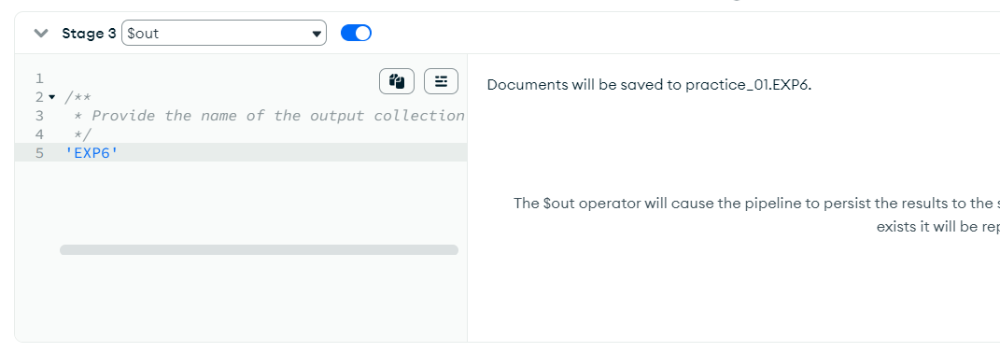 Stage 3 $out
1
2 /**
3 * Provide the name of the output collection
4 */
5 'EXP6'
Documents will be saved to practice_01.EXP6.
The $out operator will cause the pipeline to persist the results to the
exists it will be